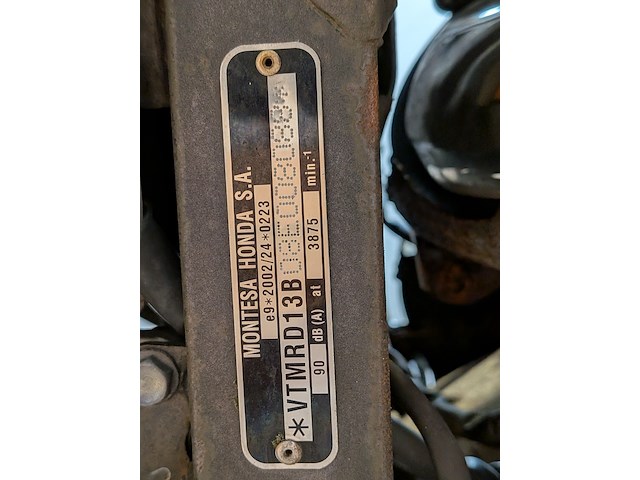 MONTESA HONDA S.A.
e9*2002/24*0223
*VTMRD13B
90 dB(A) at 3875 min.-1